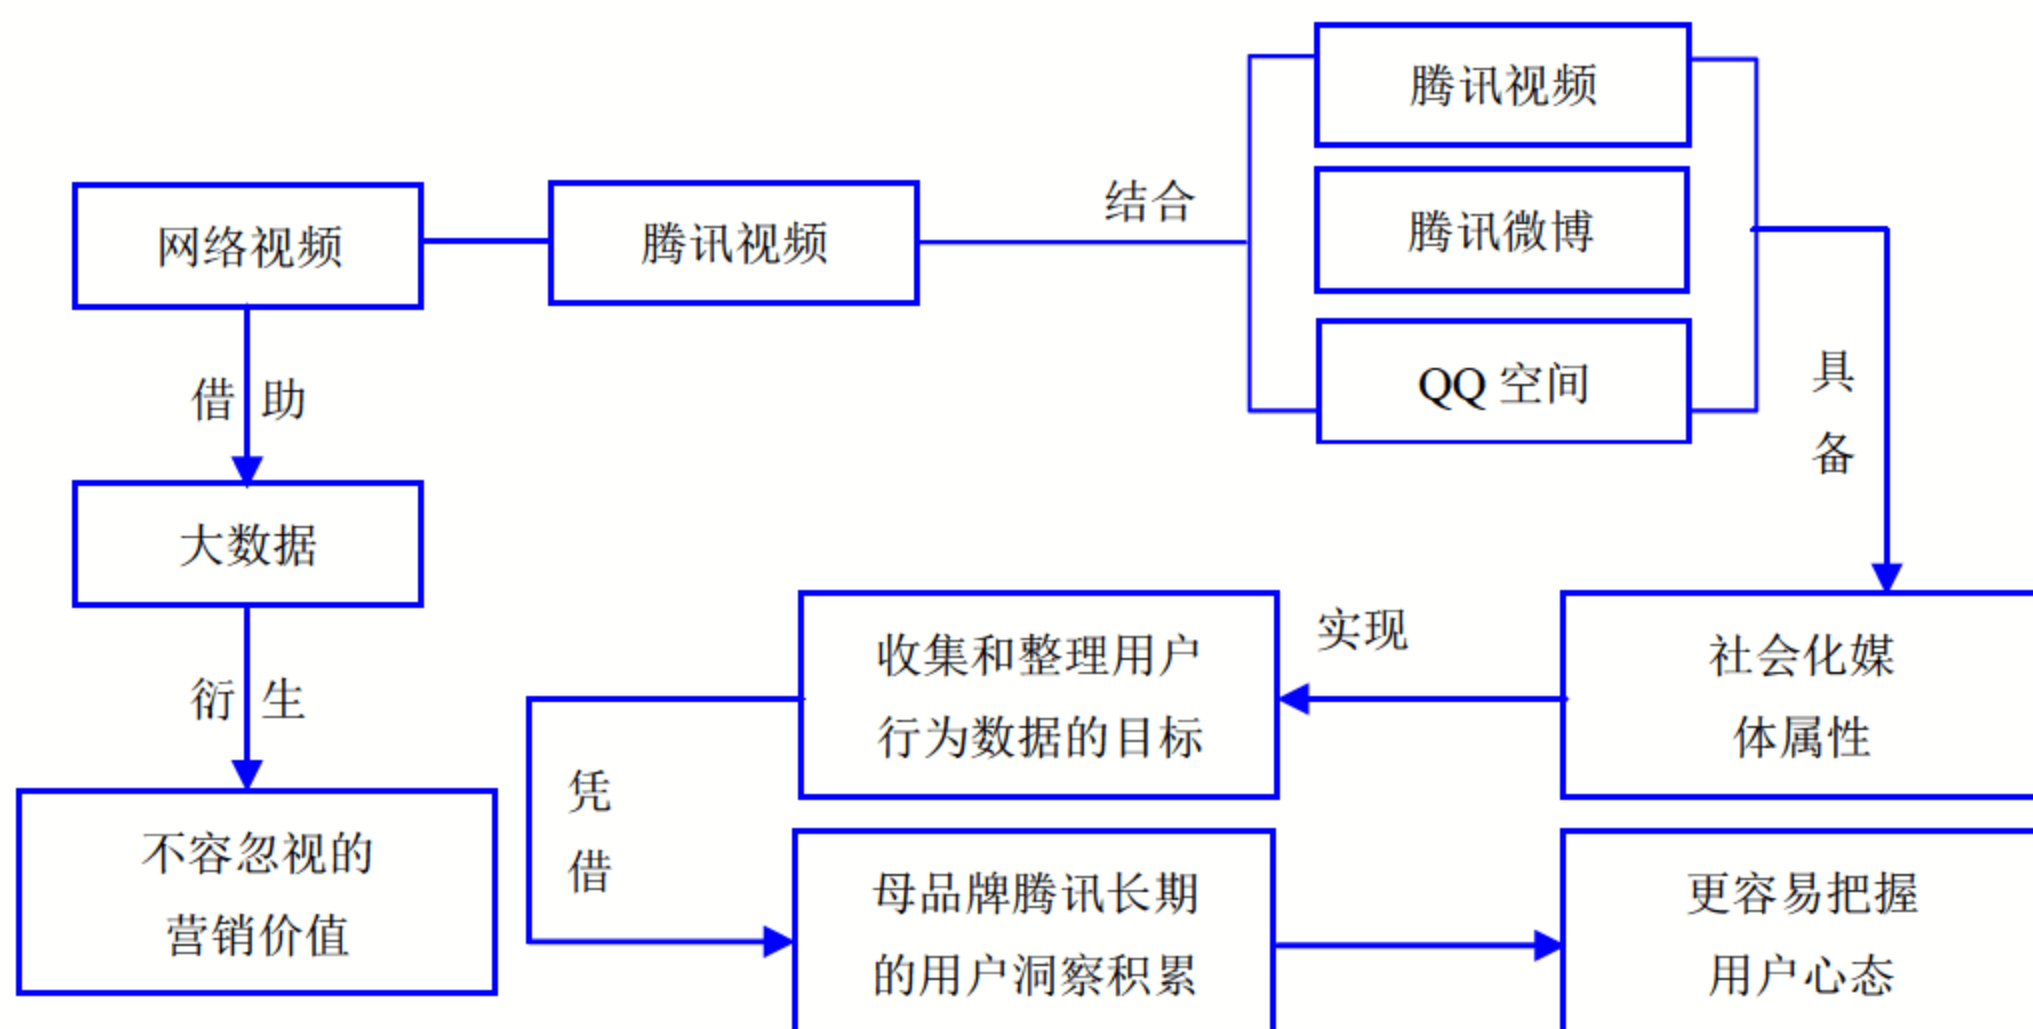 腾讯视频
结合
腾讯微博
网络视频
腾讯视频
QQ 空间
具
备
借 助
大数据
收集和整理用户
行为数据的目标
实现
社会化媒
体属性
衍 生
凭
借
不容忽视的
营销价值
母品牌腾讯长期
的用户洞察积累
更容易把握
用户心态